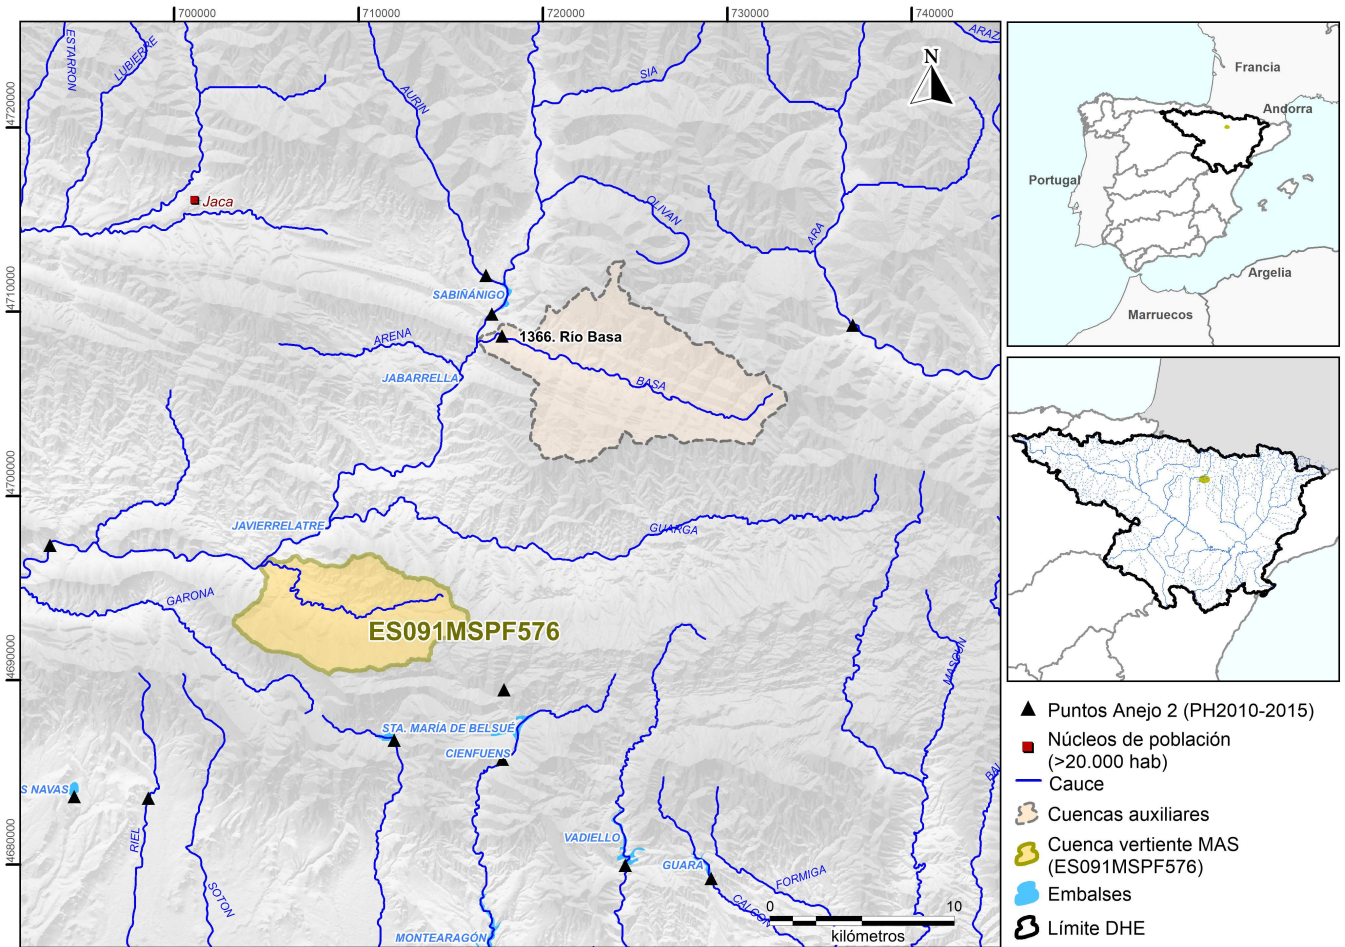 700000
710000
720000
730000
740000
4720000
4710000
4700000
4690000
4680000
ESTARRON
LUBIERRE
AURIN
SIA
ARAZ
N
Jaca
OLIVAN
ARA
SABIÑÁNIGO
1366. Río Basa
ARENA
JABARRELLA
BASA
JAVIERRELATRE
GUARGA
GARONA
ES091MSPF576
MASCUN
STA. MARÍA DE BELSUÉ
CIENFUENS
S NAVAS
RIEL
SOTON
VADIELLO
GUARA
FORMIGA
CALCON
MONTEARAGÓN
0 10
kilómetros
Francia
Andorra
Portugal
Argelia
Marruecos
Puntos Anejo 2 (PH2010-2015)
Núcleos de población
(>20.000 hab)
Cauce
Cuencas auxiliares
Cuenca vertiente MAS
(ES091MSPF576)
Embalses
Límite DHE